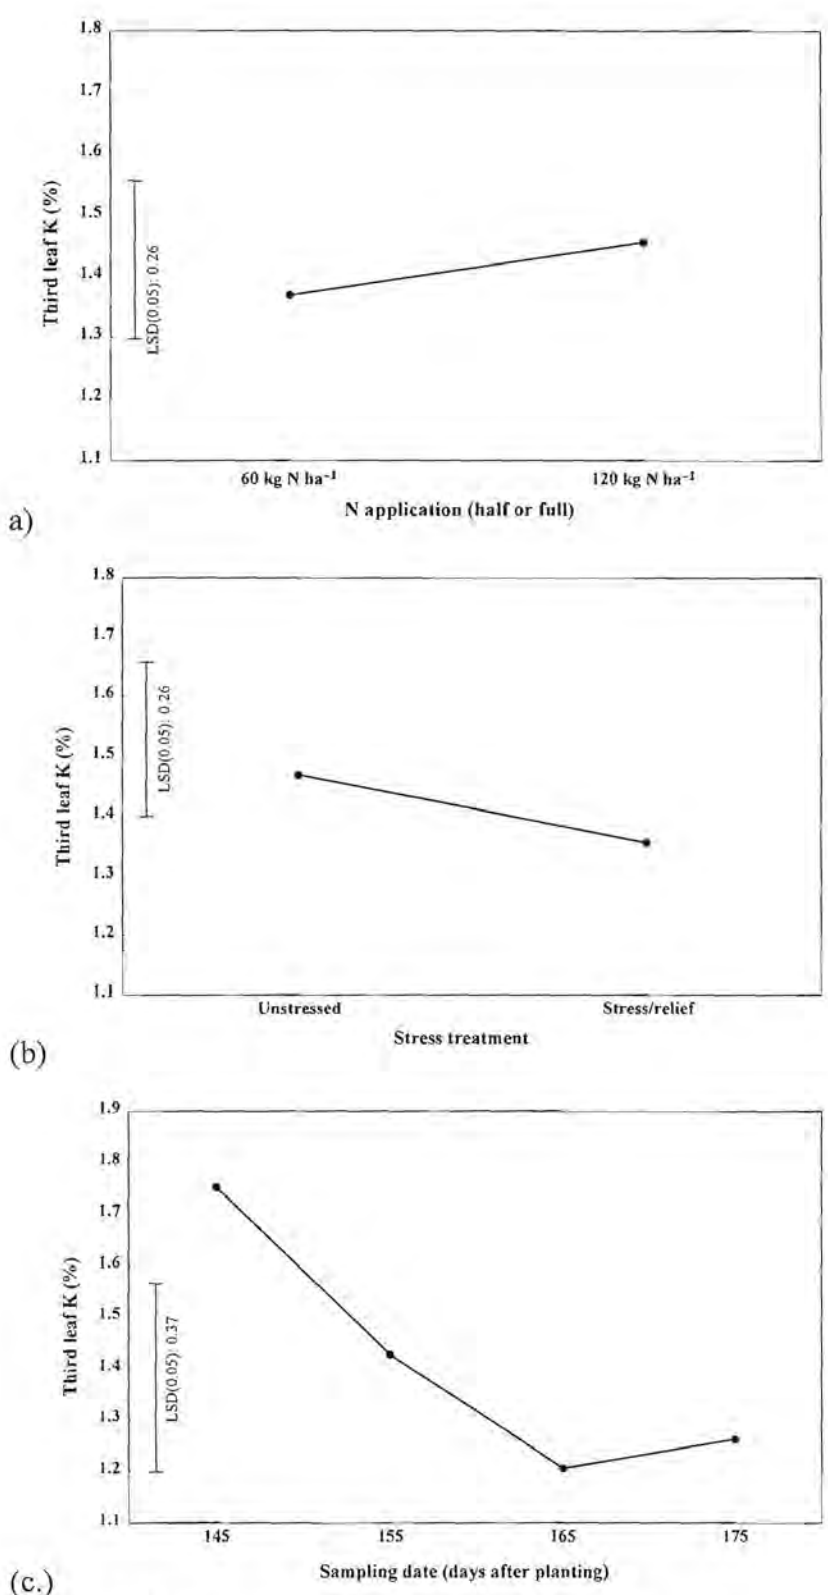 1.8
1.7
1.6
1.5
1.4
1.3
1.2
1.1
Third leaf K (%)
LSD(0.05): 0.26
60 kg N ha⁻¹ 120 kg N ha⁻¹
N application (half or full)
a)
1.8
1.7
1.6
1.5
1.4
1.3
1.2
1.1
Third leaf K (%)
LSD(0.05): 0.26
Unstressed Stress/relief
Stress treatment
(b)
1.9
1.8
1.7
1.6
1.5
1.4
1.3
1.2
1.1
Third leaf K (%)
LSD(0.05): 0.37
145 155 165 175
Sampling date (days after planting)
(c.)